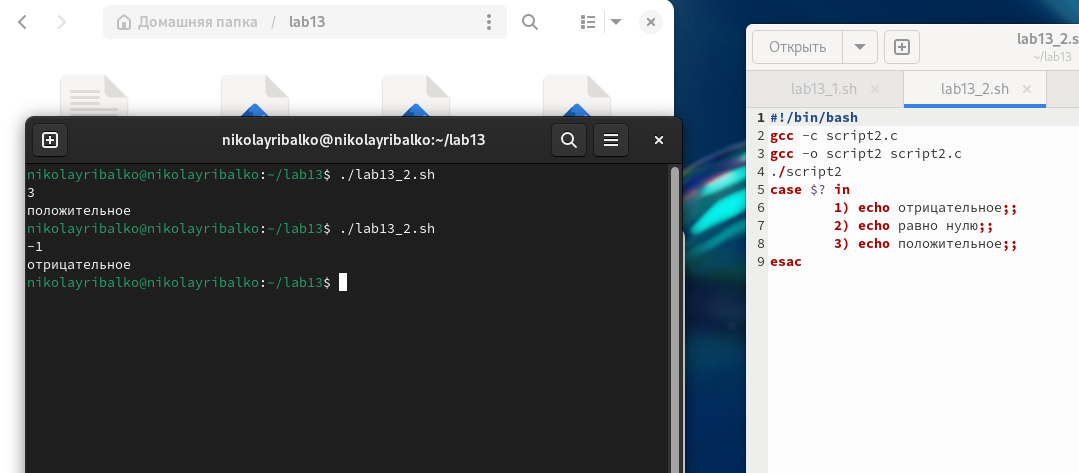 Домашняя папка / lab13
nikolayribalko@nikolayribalko:~/lab13
nikolayribalko@nikolayribalko:~/lab13$ ./lab13_2.sh
3
положительное
nikolayribalko@nikolayribalko:~/lab13$ ./lab13_2.sh
-1
отрицательное
nikolayribalko@nikolayribalko:~/lab13$
Открыть
lab13_2.s
~/lab13
lab13_1.sh
lab13_2.sh
1 #!/bin/bash
2 gcc -c script2.c
3 gcc -o script2 script2.c
4 ./script2
5 case $? in
6 1) echo отрицательное;;
7 2) echo равно нулю;;
8 3) echo положительное;;
9 esac